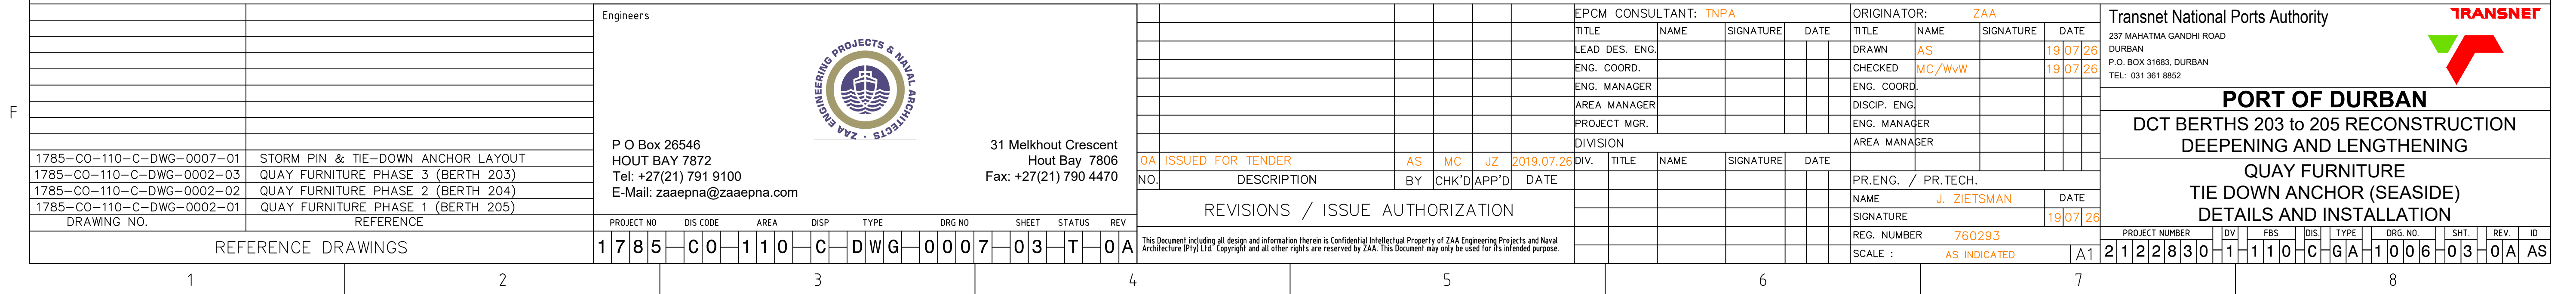 F
1785-CO-110-C-DWG-0007-01 STORM PIN & TIE-DOWN ANCHOR LAYOUT
1785-CO-110-C-DWG-0002-03 QUAY FURNITURE PHASE 3 (BERTH 203)
1785-CO-110-C-DWG-0002-02 QUAY FURNITURE PHASE 2 (BERTH 204)
1785-CO-110-C-DWG-0002-01 QUAY FURNITURE PHASE 1 (BERTH 205)
DRAWING NO. REFERENCE
REFERENCE DRAWINGS
Engineers
ZAA ENGINEERING PROJECTS & NAVAL ARCHITECTS
P O Box 26546
HOUT BAY 7872
Tel: +27(21) 791 9100
E-Mail: zaaepna@zaaepna.com
31 Melkhout Crescent
Hout Bay 7806
Fax: +27(21) 790 4470
PROJECT NO DIS CODE AREA DISP TYPE DRG NO SHEET STATUS REV
1785-CO-110-C-DWG-0007-03-T-0A
0A ISSUED FOR TENDER AS MC JZ 2019.07.26
NO. DESCRIPTION BY CHK'D APP'D DATE
REVISIONS / ISSUE AUTHORIZATION
This Document including all design and information therein is Confidential Intellectual Property of ZAA Engineering Projects and Naval
Architecture (Pty) Ltd. Copyright and all other rights are reserved by ZAA. This Document may only be used for its intended purpose.
EPCM CONSULTANT: TNPA
TITLE NAME SIGNATURE DATE
LEAD DES. ENG.
ENG. COORD.
ENG. MANAGER
AREA MANAGER
PROJECT MGR.
DIVISION
DIV. TITLE NAME SIGNATURE DATE
ORIGINATOR: ZAA
TITLE NAME SIGNATURE DATE
DRAWN AS 19 07 26
CHECKED MC/WvW 19 07 26
ENG. COORD.
DISCIP. ENG.
ENG. MANAGER
AREA MANAGER
PR.ENG. / PR.TECH.
NAME J. ZIETSMAN DATE
SIGNATURE 19 07 26
REG. NUMBER 760293
SCALE : AS INDICATED A1
Transnet National Ports Authority
237 MAHATMA GANDHI ROAD
DURBAN
P.O. BOX 31683, DURBAN
TEL: 031 361 8852
TRANSNET
PORT OF DURBAN
DCT BERTHS 203 to 205 RECONSTRUCTION
DEEPENING AND LENGTHENING
QUAY FURNITURE
TIE DOWN ANCHOR (SEASIDE)
DETAILS AND INSTALLATION
PROJECT NUMBER DV FBS DIS. TYPE DRG. NO. SHT. REV. ID
2122830-1-110-C-GA-1006-03-0A AS
1 2 3 4 5 6 7 8